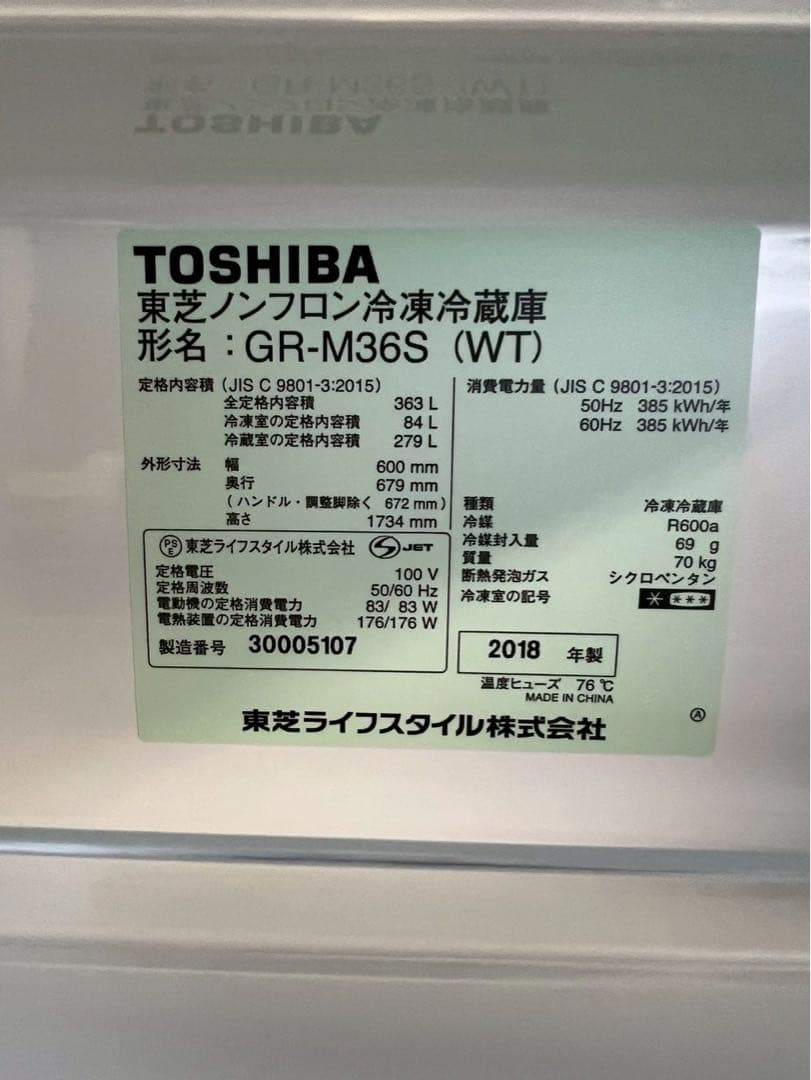 TOSHIBA
東芝ノンフロン冷凍冷蔵庫
形名：GR-M36S (WT)
定格内容積（JIS C 9801-3:2015）
全定格内容積 363 L
冷凍室の定格内容積 84 L
冷蔵室の定格内容積 279 L
外形寸法 幅 600 mm
奥行 679 mm
（ハンドル・調整脚除く 672 mm）
高さ 1734 mm
PSE 東芝ライフスタイル株式会社 S JET
定格電圧 100 V
定格周波数 50/60 Hz
電動機の定格消費電力 83/ 83 W
電熱装置の定格消費電力 176/176 W
製造番号 30005107
消費電力量（JIS C 9801-3:2015）
50Hz 385 kWh/年
60Hz 385 kWh/年
種類 冷凍冷蔵庫
冷媒 R600a
冷媒封入量 69 g
質量 70 kg
断熱発泡ガス シクロペンタン
冷凍室の記号 * ***
2018 年製
温度ヒューズ 76 ℃
MADE IN CHINA
東芝ライフスタイル株式会社 Ⓐ